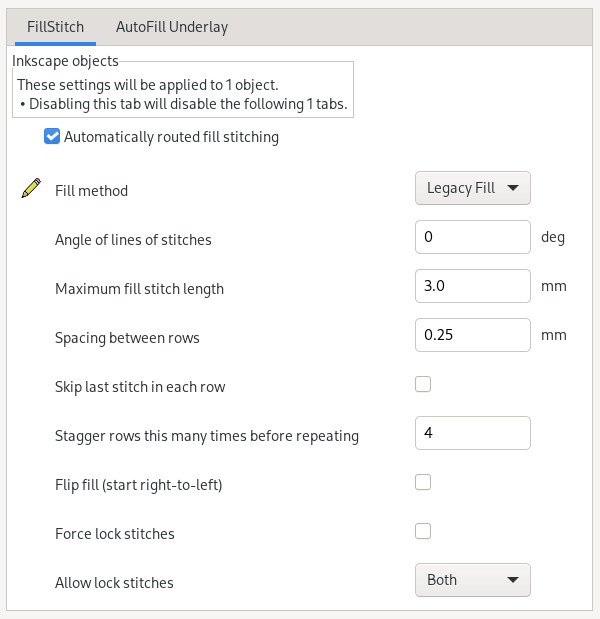 FillStitch AutoFill Underlay
Inkscape objects
These settings will be applied to 1 object.
• Disabling this tab will disable the following 1 tabs.
Automatically routed fill stitching
Fill method Legacy Fill
Angle of lines of stitches 0 deg
Maximum fill stitch length 3.0 mm
Spacing between rows 0.25 mm
Skip last stitch in each row
Stagger rows this many times before repeating 4
Flip fill (start right-to-left)
Force lock stitches
Allow lock stitches Both